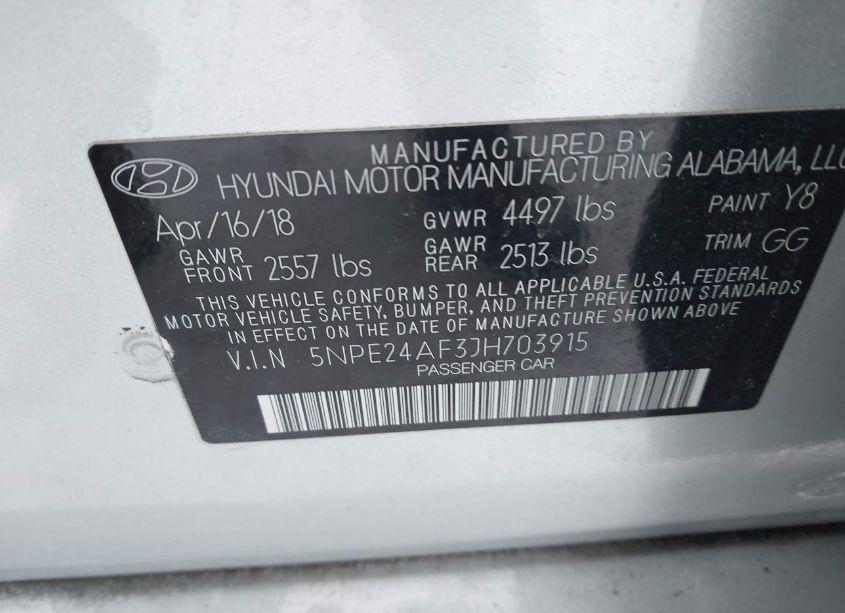 MANUFACTURED BY
HYUNDAI MOTOR MANUFACTURING ALABAMA, LLC
Apr/16/18 GVWR 4497 lbs PAINT Y8
GAWR FRONT 2557 lbs GAWR REAR 2513 lbs TRIM GG
THIS VEHICLE CONFORMS TO ALL APPLICABLE U.S.A. FEDERAL
MOTOR VEHICLE SAFETY, BUMPER, AND THEFT PREVENTION STANDARDS
IN EFFECT ON THE DATE OF MANUFACTURE SHOWN ABOVE
V.I.N 5NPE24AF3JH703915
PASSENGER CAR